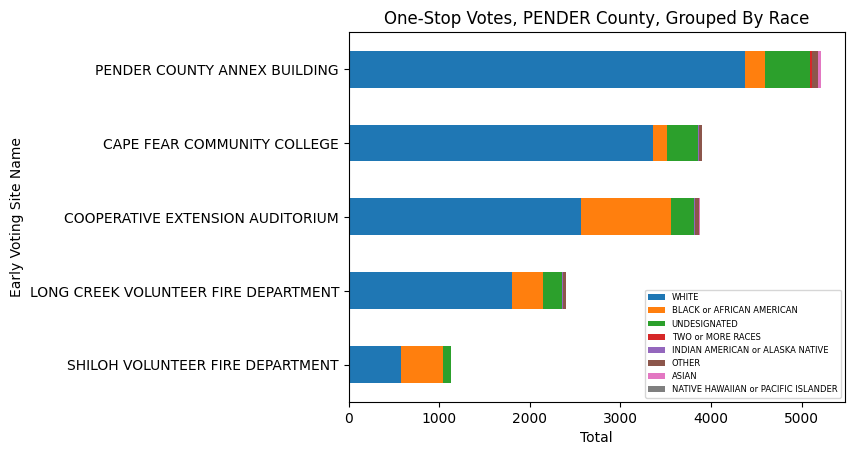 One-Stop Votes, PENDER County, Grouped By Race
Early Voting Site Name
PENDER COUNTY ANNEX BUILDING
CAPE FEAR COMMUNITY COLLEGE
COOPERATIVE EXTENSION AUDITORIUM
LONG CREEK VOLUNTEER FIRE DEPARTMENT
SHILOH VOLUNTEER FIRE DEPARTMENT
WHITE
BLACK or AFRICAN AMERICAN
UNDESIGNATED
TWO or MORE RACES
INDIAN AMERICAN or ALASKA NATIVE
OTHER
ASIAN
NATIVE HAWAIIAN or PACIFIC ISLANDER
0 1000 2000 3000 4000 5000
Total